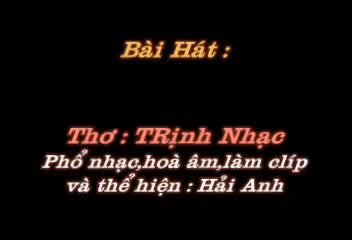 Bài Hát :
Thơ : TRịnh Nhạc
Phổ nhạc,hoà âm,làm clíp
và thể hiện : Hải Anh